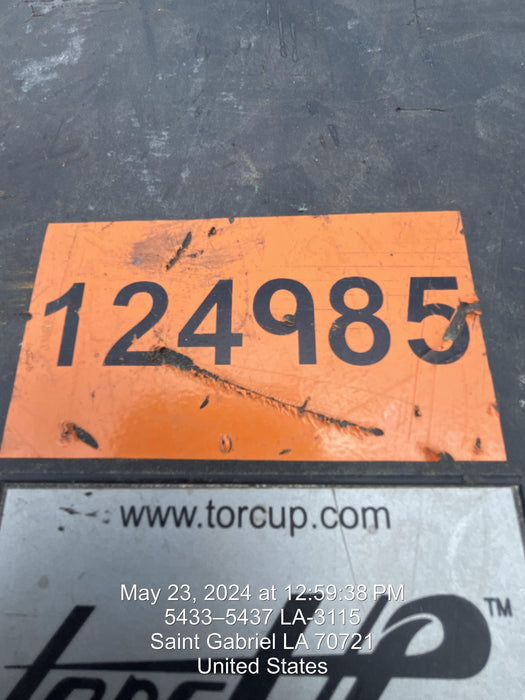 124985
www.torcup.com
May 23, 2024 at 12:59:38 PM
5433–5437 LA-3115
Saint Gabriel LA 70721
United States
TorcUP™